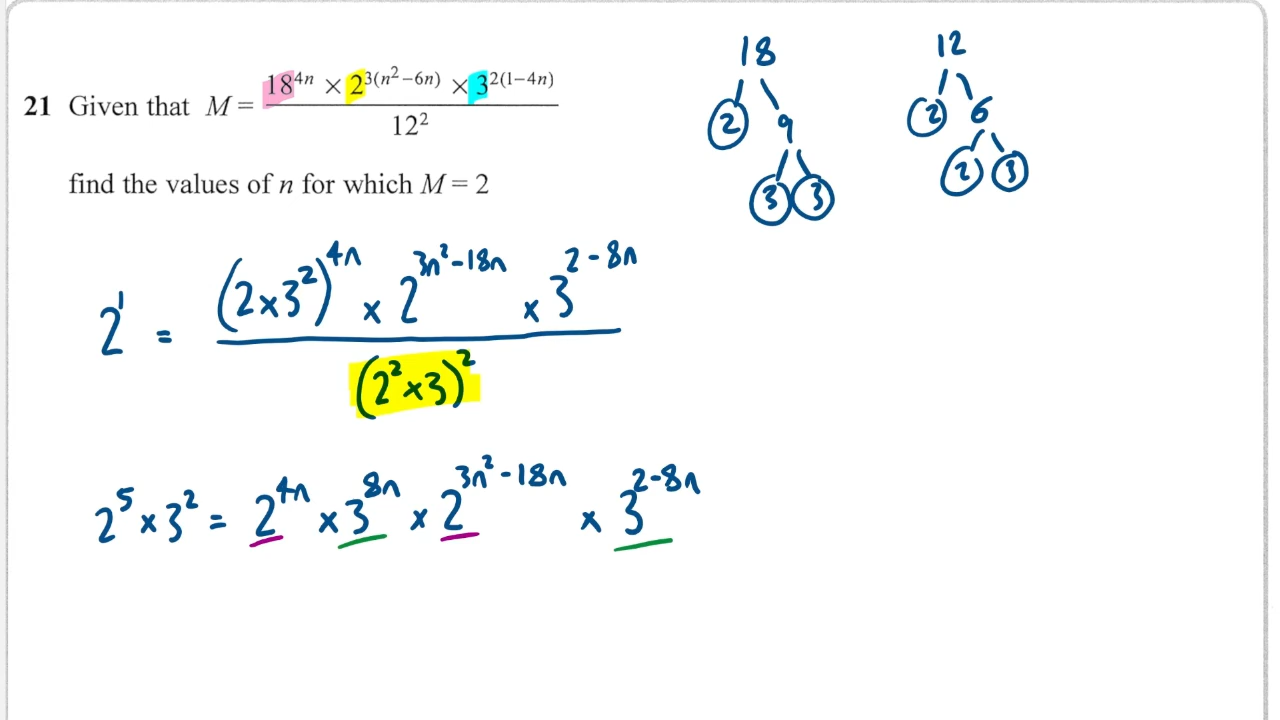 21 Given that M = 18^{4n} × 2^{3(n² − 6n)} × 3^{2(1 − 4n)} / 12²
find the values of n for which M = 2
18
2 9
3 3
12
2 6
2 3
2¹ = (2 × 3²)^{4n} × 2^{3n² − 18n} × 3^{2 − 8n} / (2² × 3)²
2⁵ × 3² = 2^{4n} × 3^{8n} × 2^{3n² − 18n} × 3^{2 − 8n}